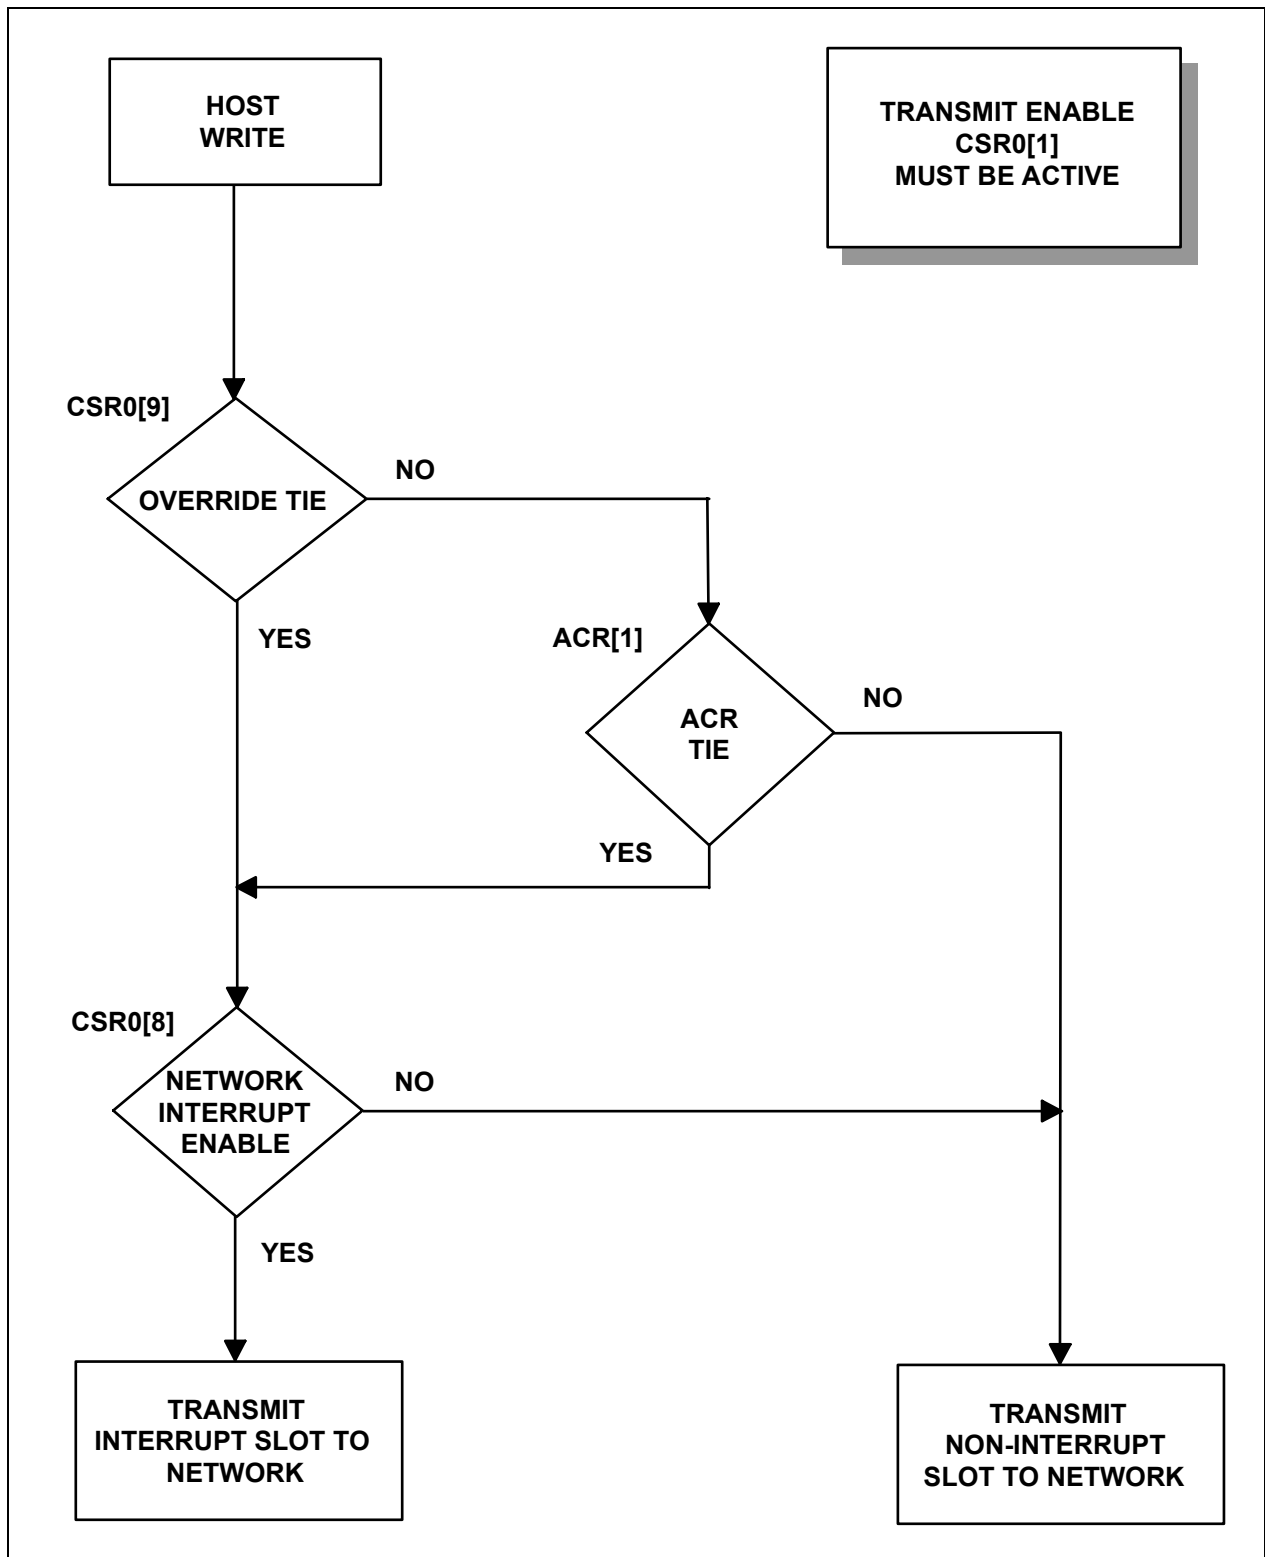 HOST
WRITE
TRANSMIT ENABLE
CSR0[1]
MUST BE ACTIVE
CSR0[9]
OVERRIDE TIE
NO
YES
ACR[1]
ACR
TIE
NO
YES
CSR0[8]
NETWORK
INTERRUPT
ENABLE
NO
YES
TRANSMIT
INTERRUPT SLOT TO
NETWORK
TRANSMIT
NON-INTERRUPT
SLOT TO NETWORK